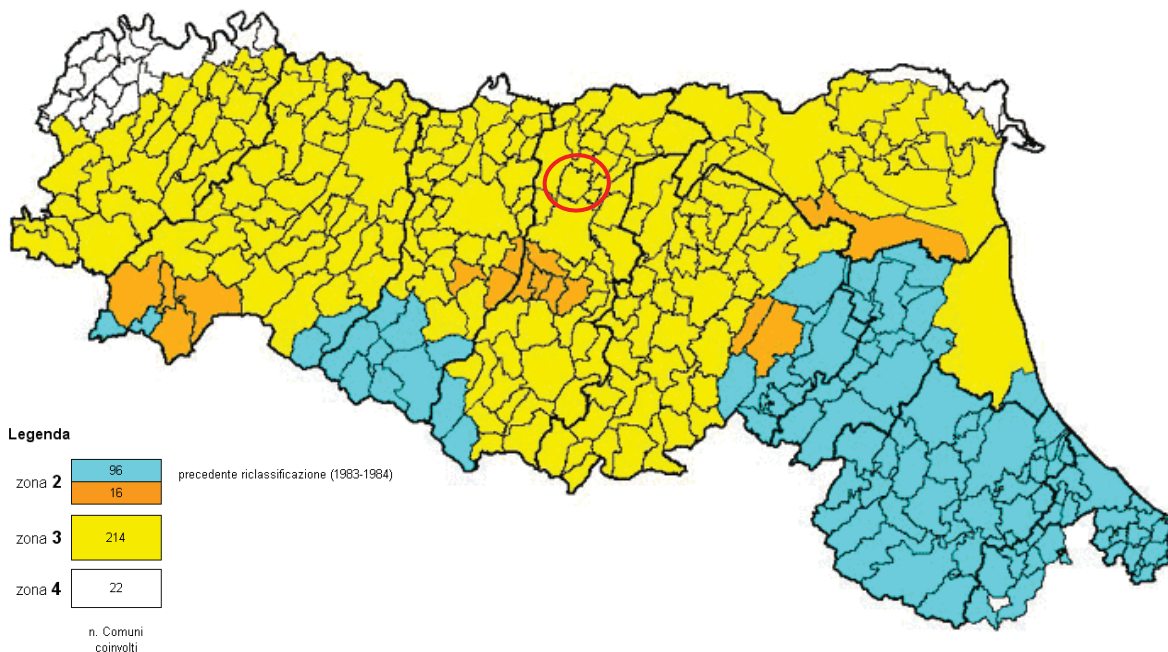 Legenda
zona 2
96
precedente riclassificazione (1983-1984)
16
zona 3
214
zona 4
22
n. Comuni
coinvolti